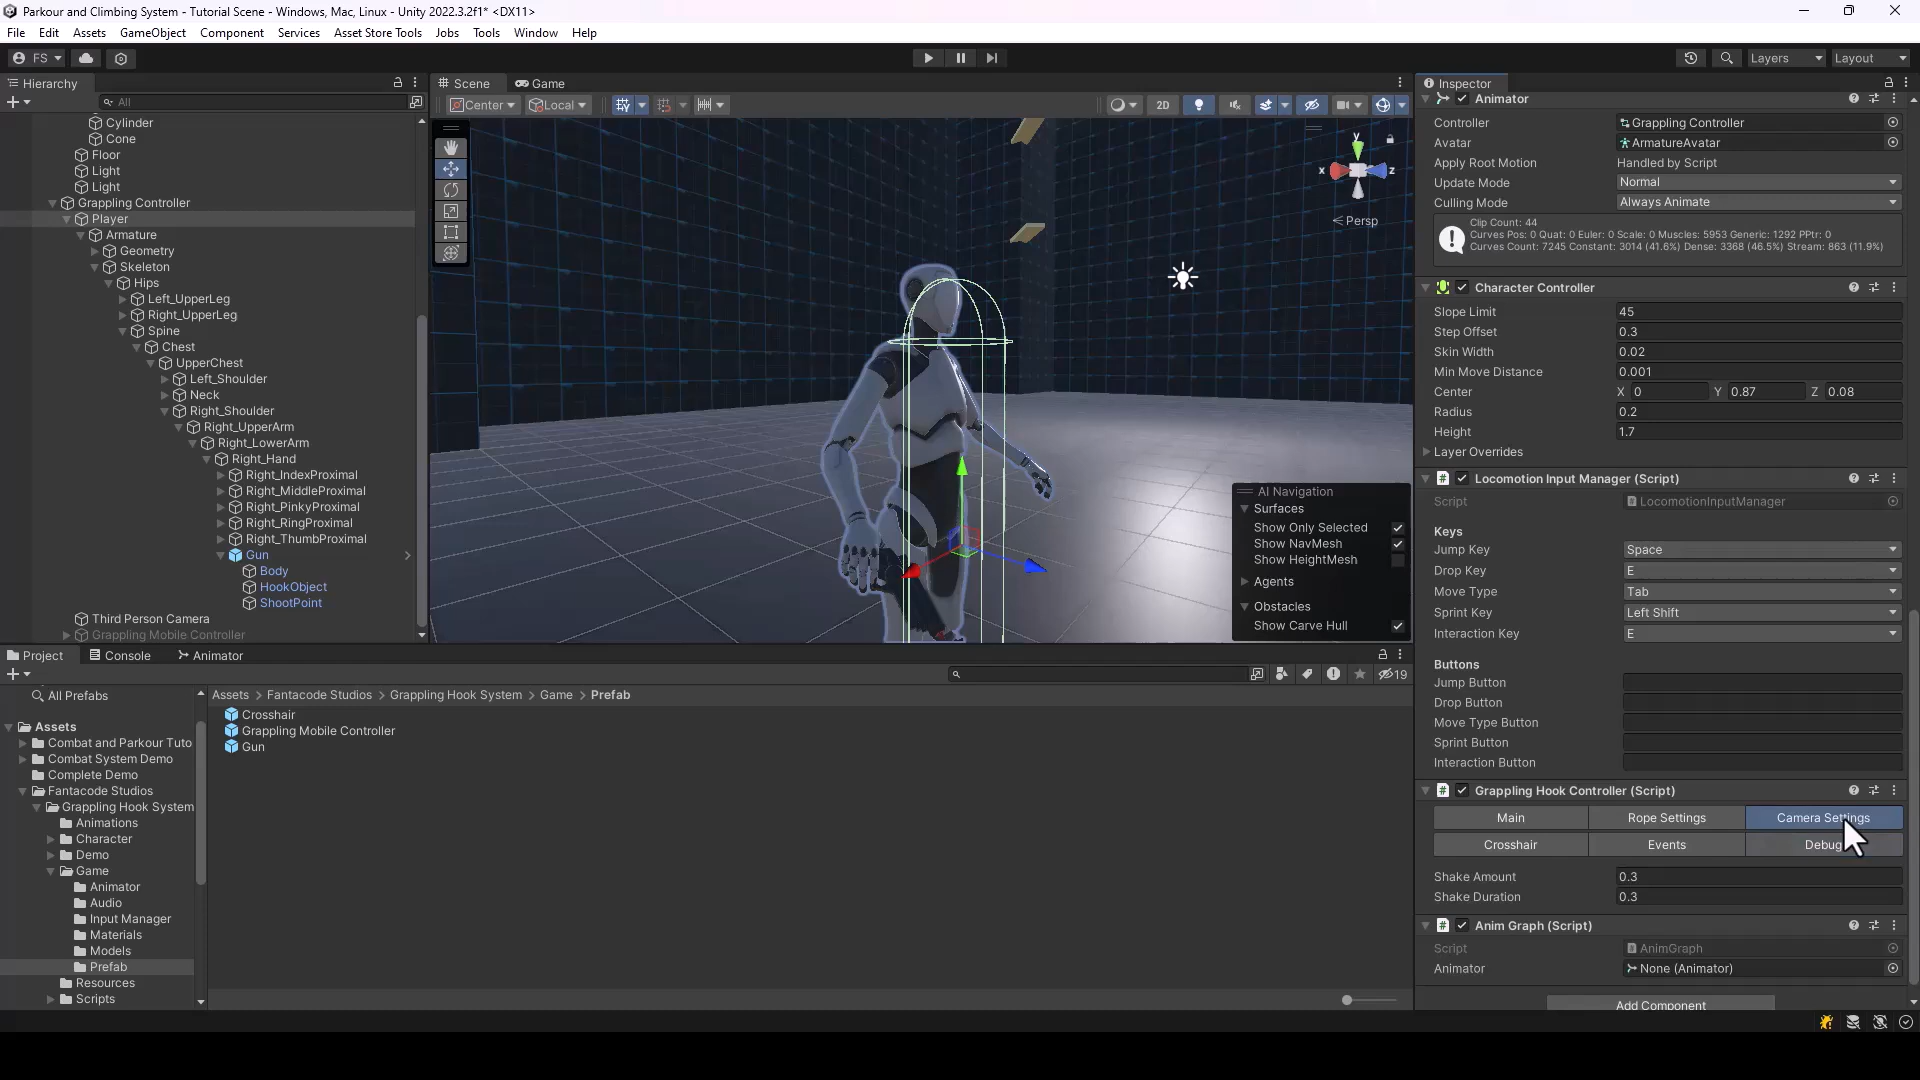 Parkour and Climbing System - Tutorial Scene - Windows, Mac, Linux - Unity 2022.3.2f1* <DX11>
File Edit Assets GameObject Component Services Asset Store Tools Jobs Tools Window Help
FS
Layers
Layout
Hierarchy
All
Cylinder
Cone
Floor
Light
Light
Grappling Controller
Player
Armature
Geometry
Skeleton
Hips
Left_UpperLeg
Right_UpperLeg
Spine
Chest
UpperChest
Left_Shoulder
Neck
Right_Shoulder
Right_UpperArm
Right_LowerArm
Right_Hand
Right_IndexProximal
Right_MiddleProximal
Right_PinkyProximal
Right_RingProximal
Right_ThumbProximal
Gun
Body
HookObject
ShootPoint
Third Person Camera
Grappling Mobile Controller
Scene
Game
Center
Local
2D
y
x
z
< Persp
AI Navigation
Surfaces
Show Only Selected
Show NavMesh
Show HeightMesh
Agents
Obstacles
Show Carve Hull
Project
Console
Animator
19
All Prefabs
Assets
Combat and Parkour Tuto
Combat System Demo
Complete Demo
Fantacode Studios
Grappling Hook System
Animations
Character
Demo
Game
Animator
Audio
Input Manager
Materials
Models
Prefab
Resources
Scripts
Assets > Fantacode Studios > Grappling Hook System > Game > Prefab
Crosshair
Grappling Mobile Controller
Gun
Inspector
Animator
Controller Grappling Controller
Avatar ArmatureAvatar
Apply Root Motion Handled by Script
Update Mode Normal
Culling Mode Always Animate
Clip Count: 44
Curves Pos: 0 Quat: 0 Euler: 0 Scale: 0 Muscles: 5953 Generic: 1292 PPtr: 0
Curves Count: 7245 Constant: 3014 (41.6%) Dense: 3368 (46.5%) Stream: 863 (11.9%)
Character Controller
Slope Limit 45
Step Offset 0.3
Skin Width 0.02
Min Move Distance 0.001
Center X 0 Y 0.87 Z 0.08
Radius 0.2
Height 1.7
Layer Overrides
Locomotion Input Manager (Script)
Script LocomotionInputManager
Keys
Jump Key Space
Drop Key E
Move Type Tab
Sprint Key Left Shift
Interaction Key E
Buttons
Jump Button
Drop Button
Move Type Button
Sprint Button
Interaction Button
Grappling Hook Controller (Script)
Main Rope Settings Camera Settings
Crosshair Events Debug
Shake Amount 0.3
Shake Duration 0.3
Anim Graph (Script)
Script AnimGraph
Animator None (Animator)
Add Component